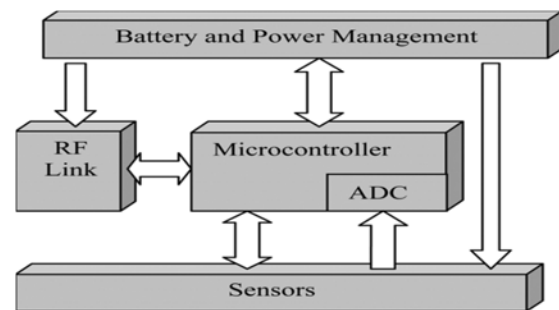 Battery and Power Management
RF
Link
Microcontroller
ADC
Sensors